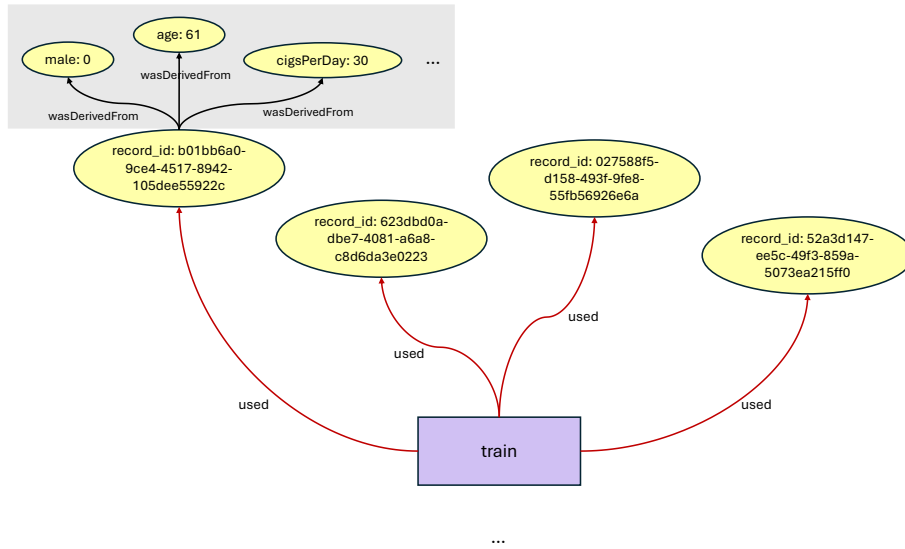 age: 61
male: 0
cigsPerDay: 30
...
wasDerivedFrom
wasDerivedFrom
wasDerivedFrom
record_id: b01bb6a0-
9ce4-4517-8942-
105dee55922c
record_id: 027588f5-
d158-493f-9fe8-
55fb56926e6a
record_id: 623dbd0a-
dbe7-4081-a6a8-
c8d6da3e0223
record_id: 52a3d147-
ee5c-49f3-859a-
5073ea215ff0
used
used
used
used
train
...